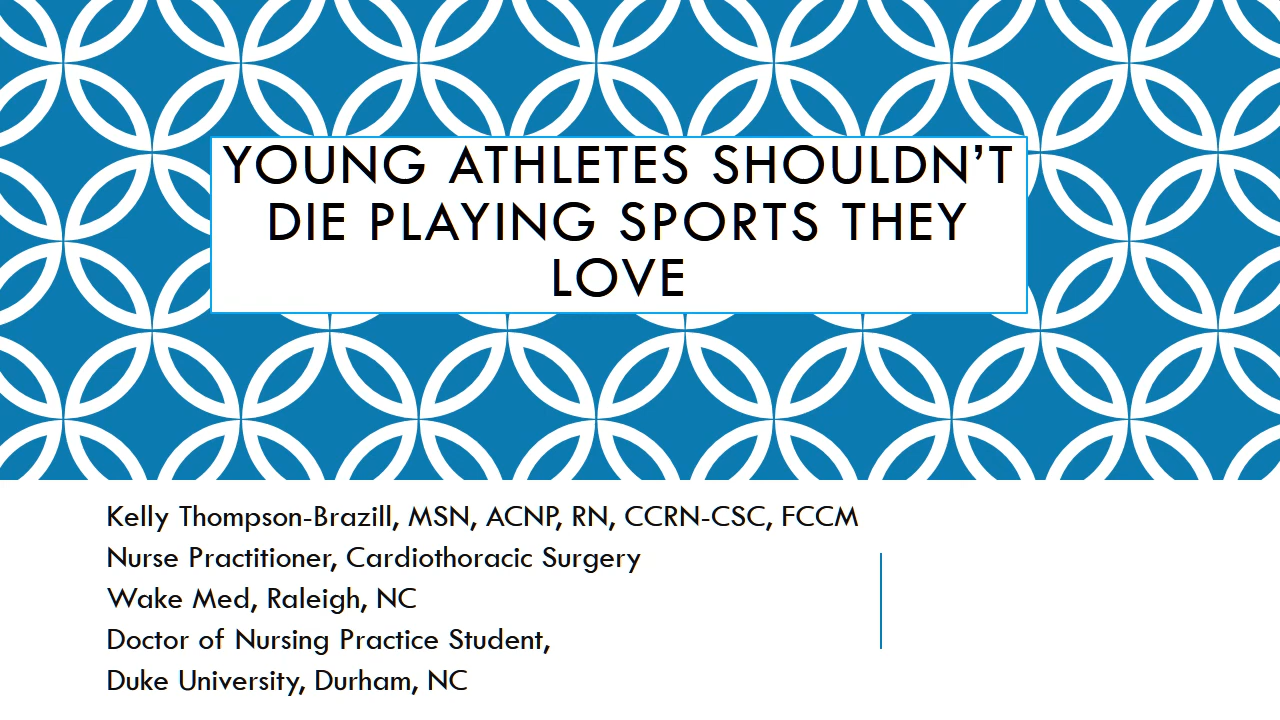 YOUNG ATHLETES SHOULDN’T
DIE PLAYING SPORTS THEY
LOVE
Kelly Thompson-Brazill, MSN, ACNP, RN, CCRN-CSC, FCCM
Nurse Practitioner, Cardiothoracic Surgery
Wake Med, Raleigh, NC
Doctor of Nursing Practice Student,
Duke University, Durham, NC